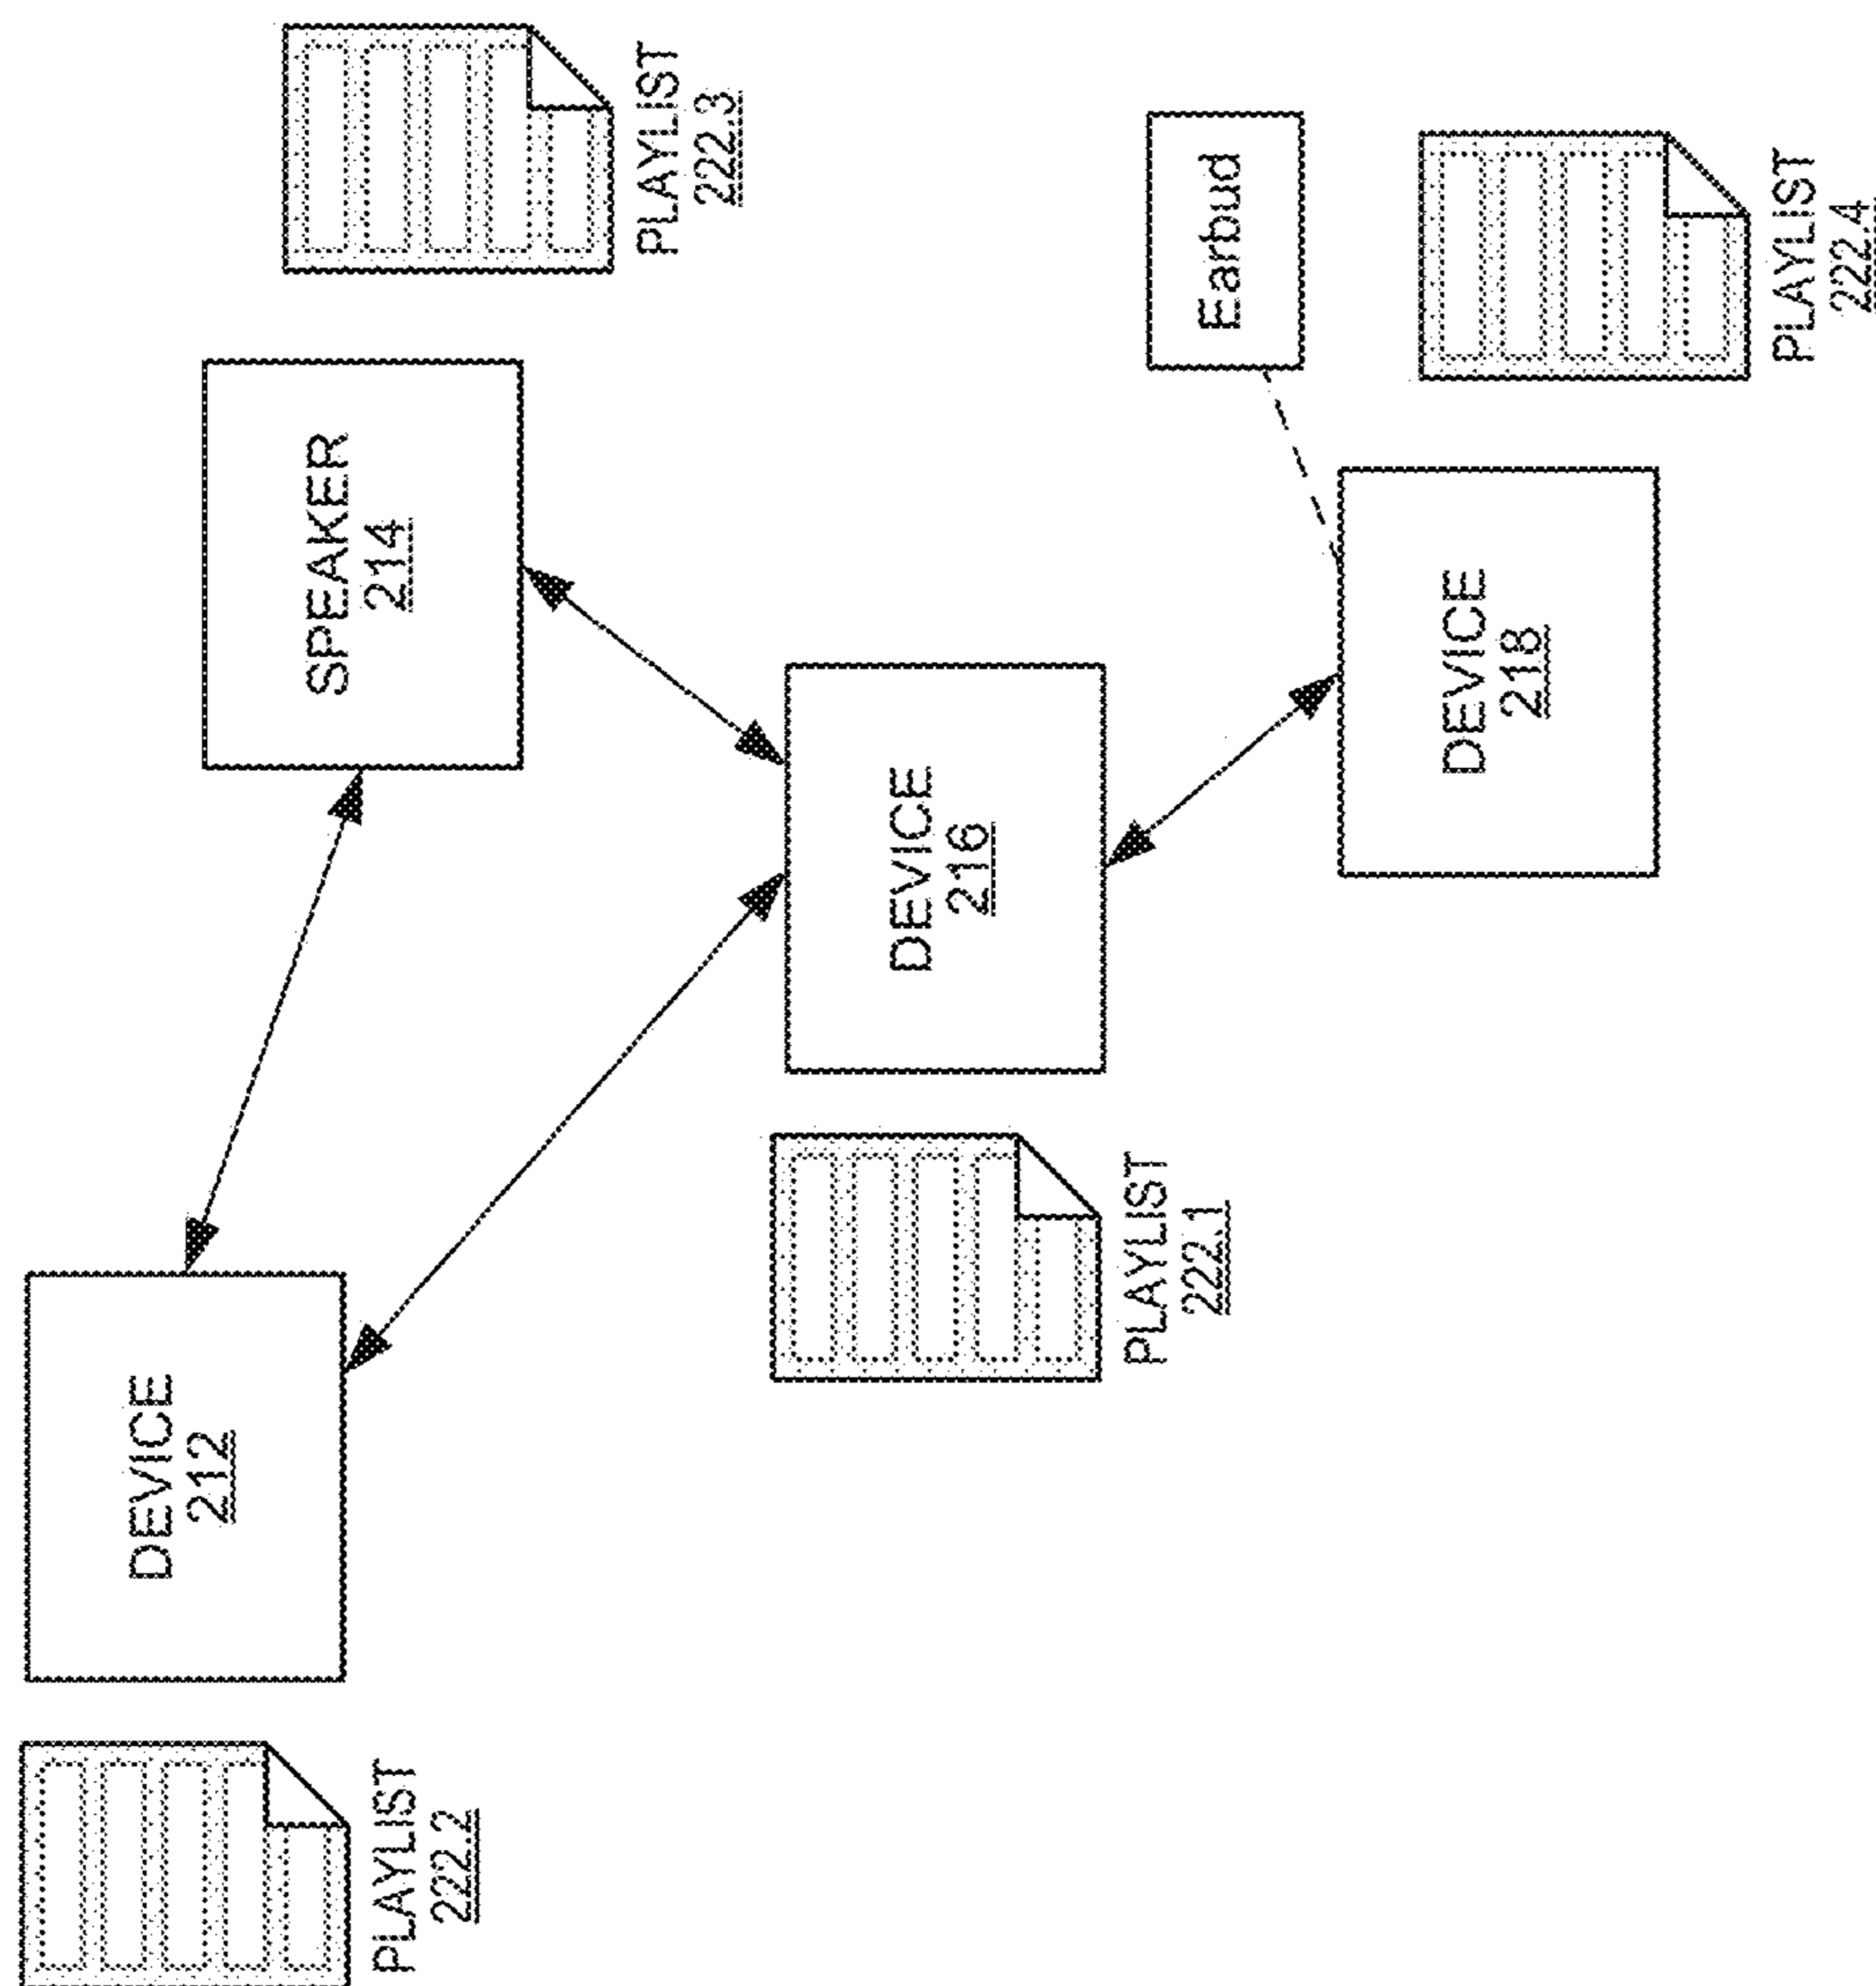 DEVICE
212
PLAYLIST
222.2
SPEAKER
214
PLAYLIST
222.3
DEVICE
216
PLAYLIST
222.1
Earbud
DEVICE
218
PLAYLIST
222.4